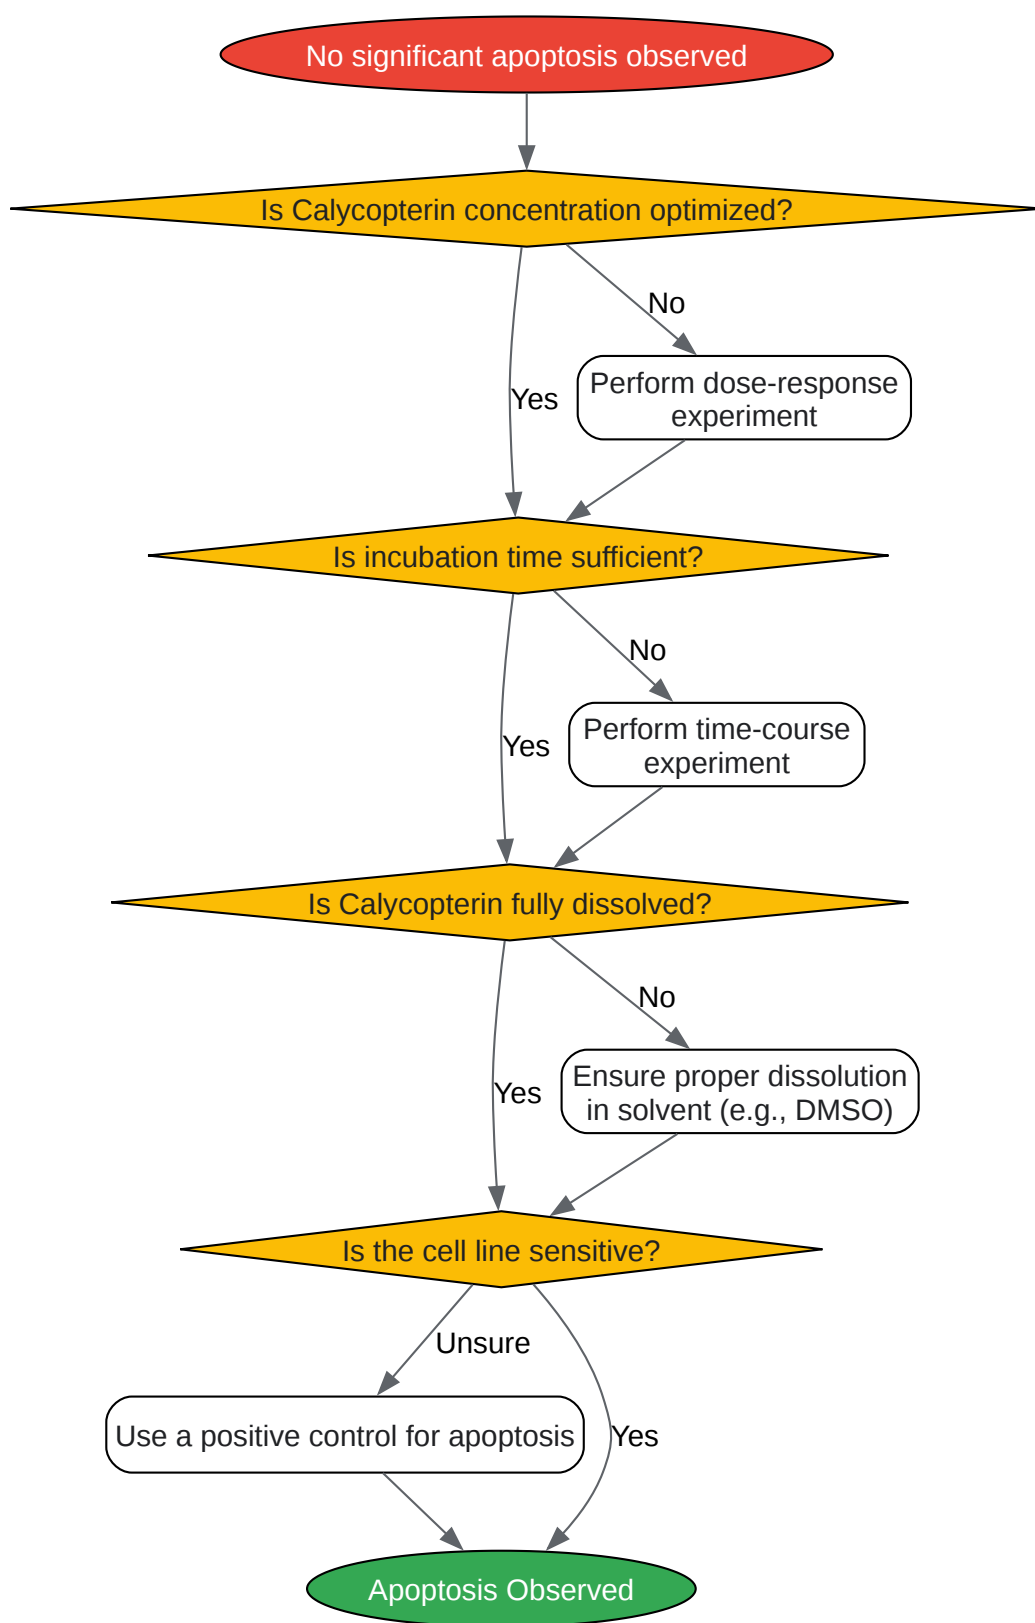 No significant apoptosis observed
Is Calycopterin concentration optimized?
No
Yes
Perform dose-response
experiment
Is incubation time sufficient?
No
Yes
Perform time-course
experiment
Is Calycopterin fully dissolved?
No
Yes
Ensure proper dissolution
in solvent (e.g., DMSO)
Is the cell line sensitive?
Unsure
Use a positive control for apoptosis
Yes
Apoptosis Observed